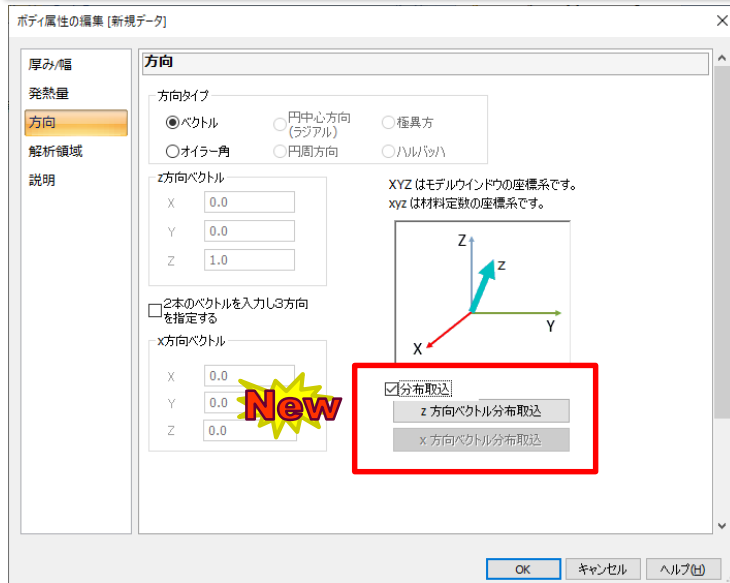 ボディ属性の編集 [新規データ]
厚み/幅
発熱量
方向
解析領域
説明
方向
方向タイプ
ベクトル
円中心方向
(ラジアル)
極異方
オイラー角
円周方向
ハルバッハ
z方向ベクトル
X 0.0
Y 0.0
Z 1.0
2本のベクトルを入力し3方向
を指定する
x方向ベクトル
X 0.0
Y 0.0
Z 0.0
New
XYZ はモデルウインドウの座標系です。
xyz は材料定数の座標系です。
Z
z
Y
X
分布取込
z 方向ベクトル分布取込
x 方向ベクトル分布取込
OK
キャンセル
ヘルプ(H)